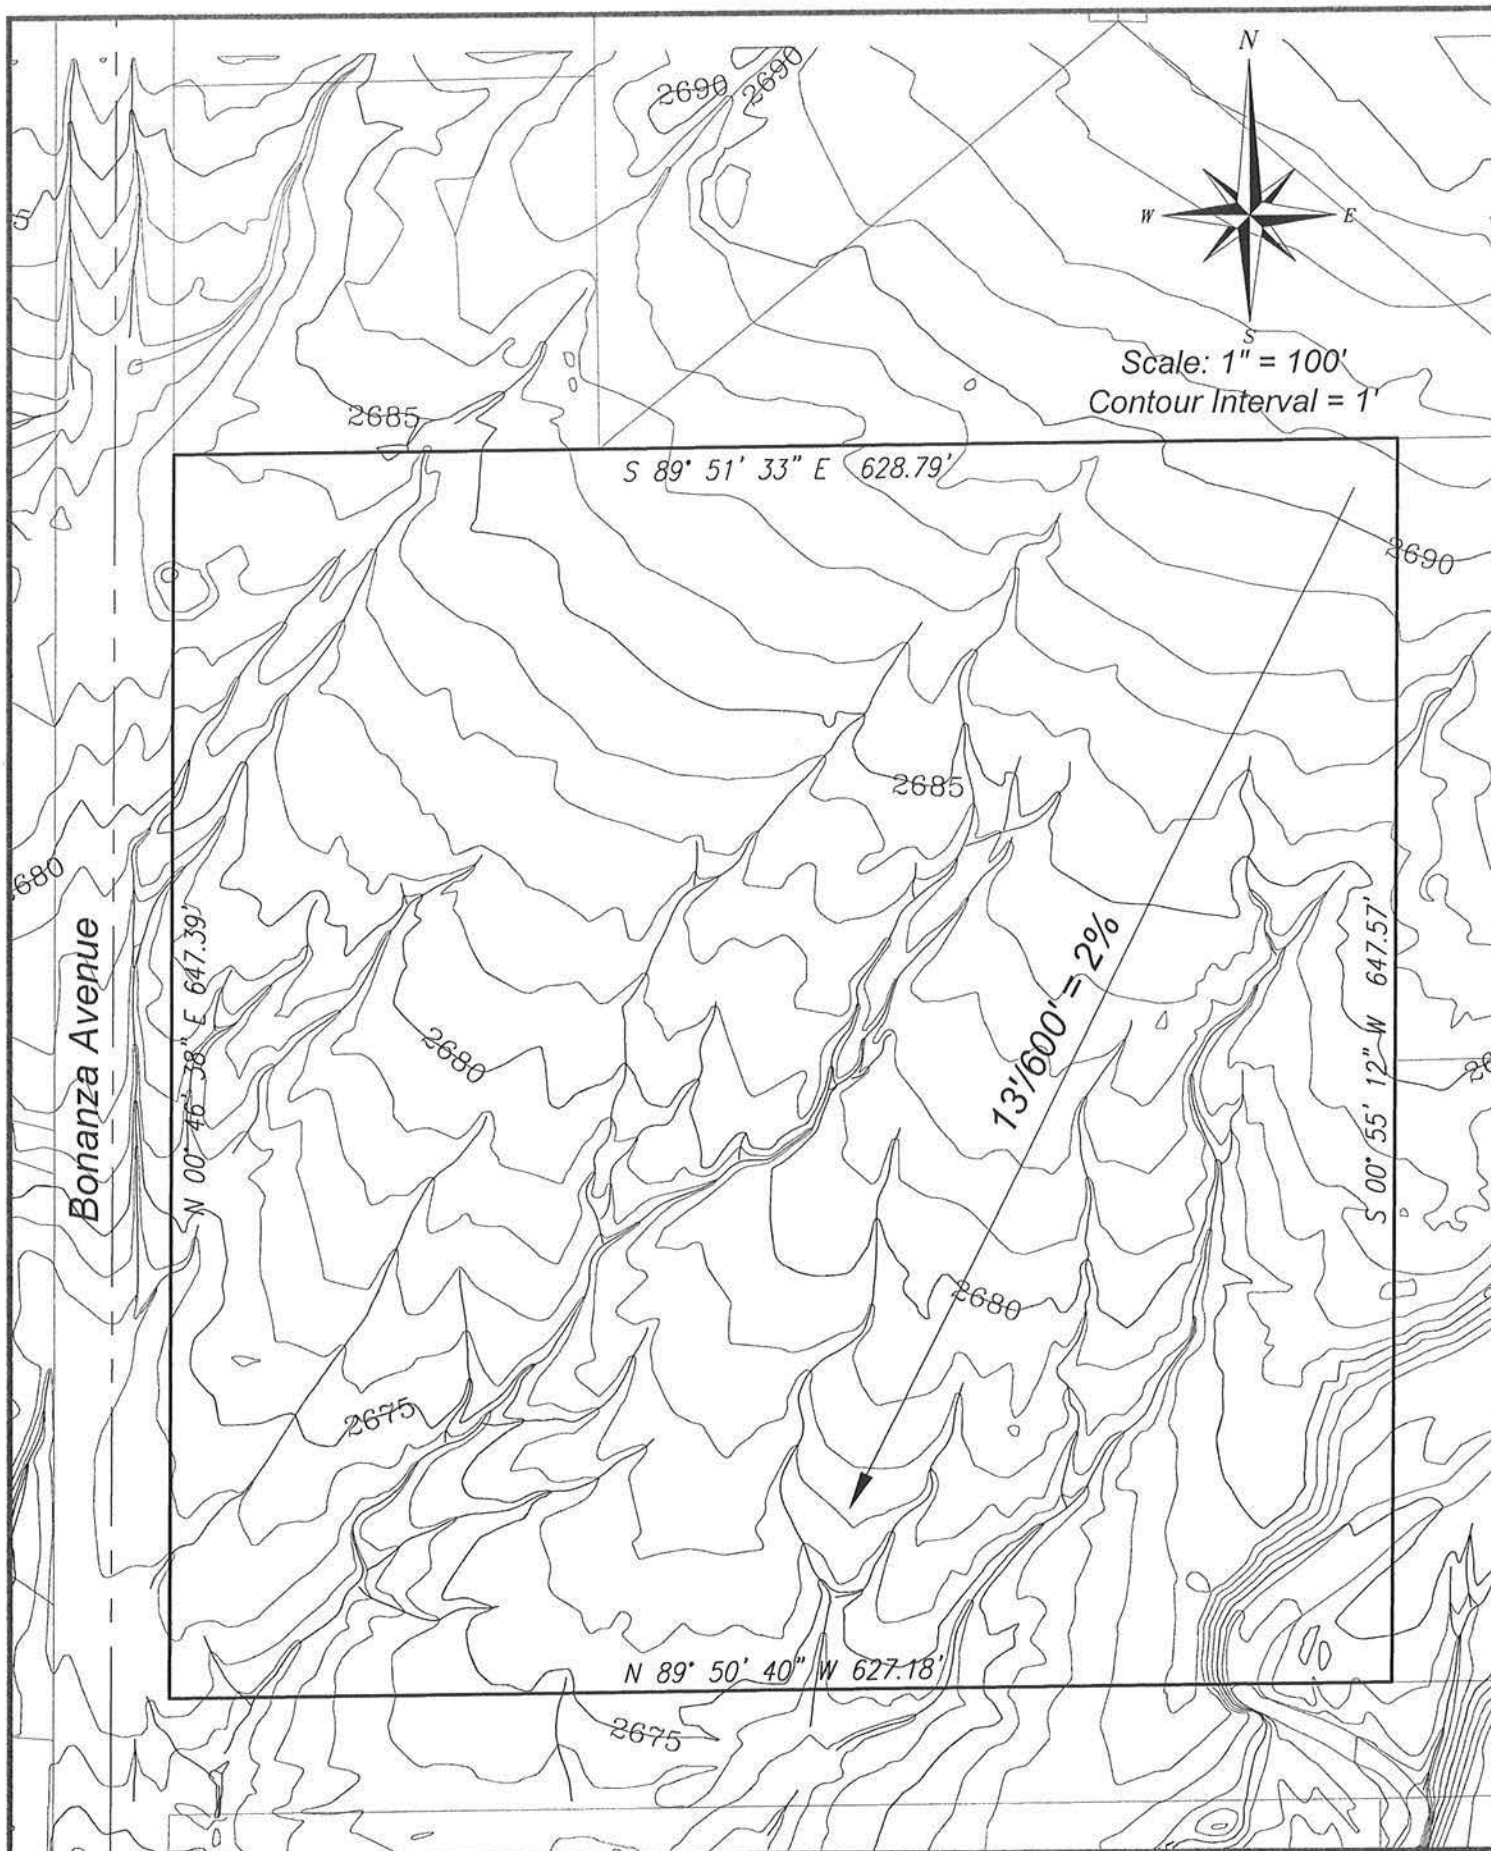 2690
2690
N
W
E
S
5
Scale: 1" = 100'
Contour Interval = 1'
2685
S 89° 51' 33" E 628.79'
2690
2685
680
Bonanza Avenue
N 00° 46' 38" E 647.39'
2680
13'/600' = 2%
S 00° 55' 12" W 647.57'
26
2680
2675
N 89° 50' 40" W 627.18'
2675